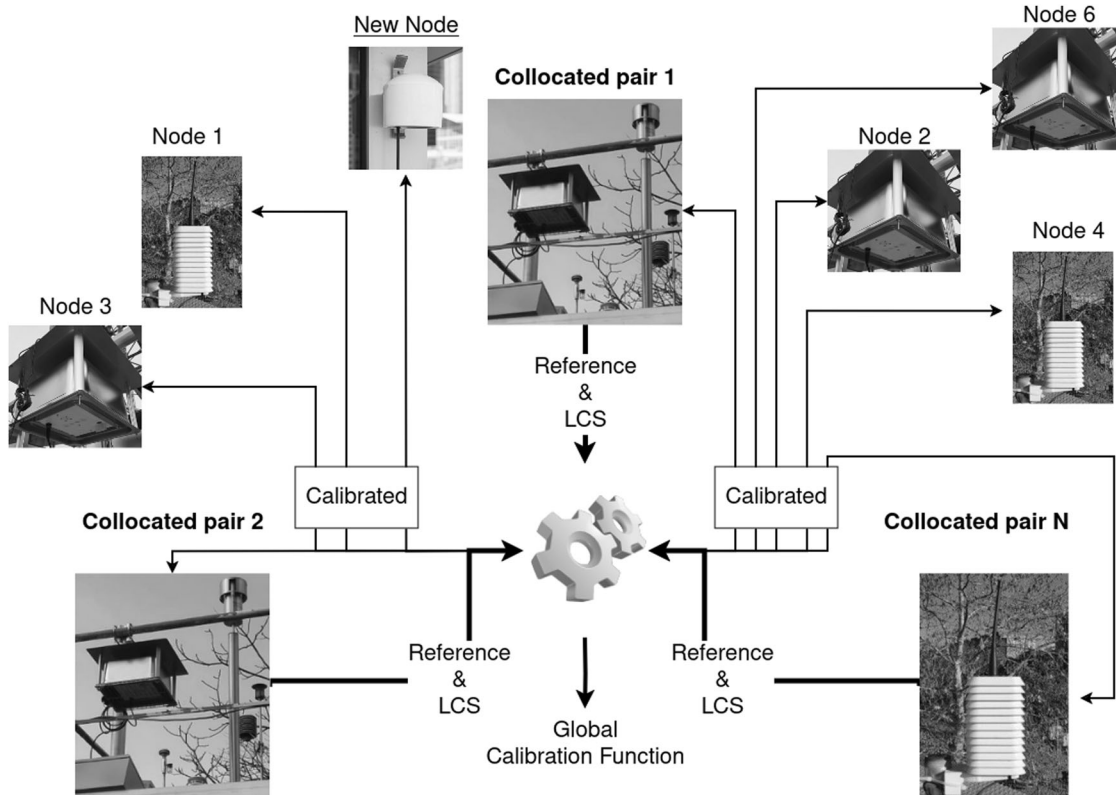 New Node
Node 6
Collocated pair 1
Node 1
Node 2
Node 4
Node 3
Reference
&
LCS
Calibrated
Calibrated
Collocated pair 2
Collocated pair N
Reference
&
LCS
Reference
&
LCS
Global
Calibration Function